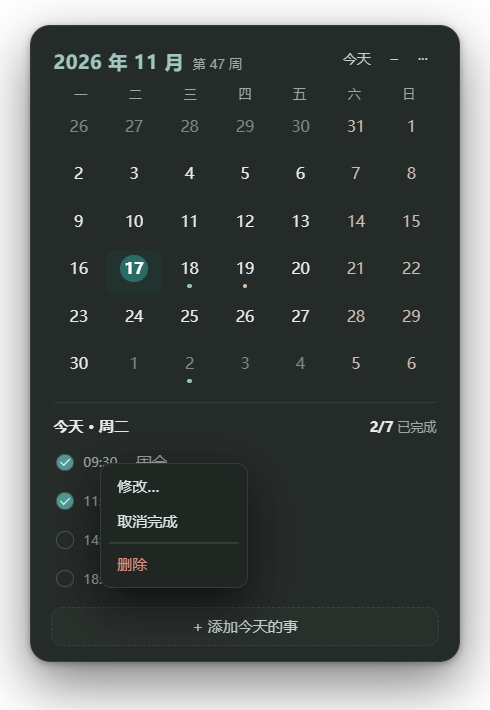 2026 年 11 月 第 47 周 今天 − ···
一 二 三 四 五 六 日
26 27 28 29 30 31 1
2 3 4 5 6 7 8
9 10 11 12 13 14 15
16 17 18 19 20 21 22
23 24 25 26 27 28 29
30 1 2 3 4 5 6
今天 • 周二 2/7 已完成
09:30
修改...
取消完成
删除
+ 添加今天的事